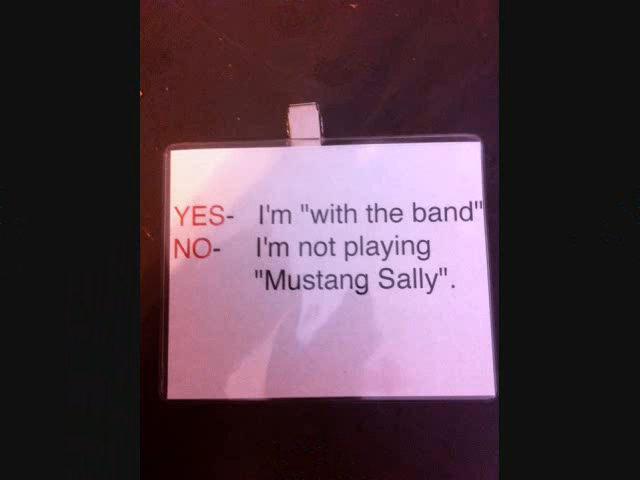 YES- I'm "with the band"
NO- I'm not playing
"Mustang Sally".